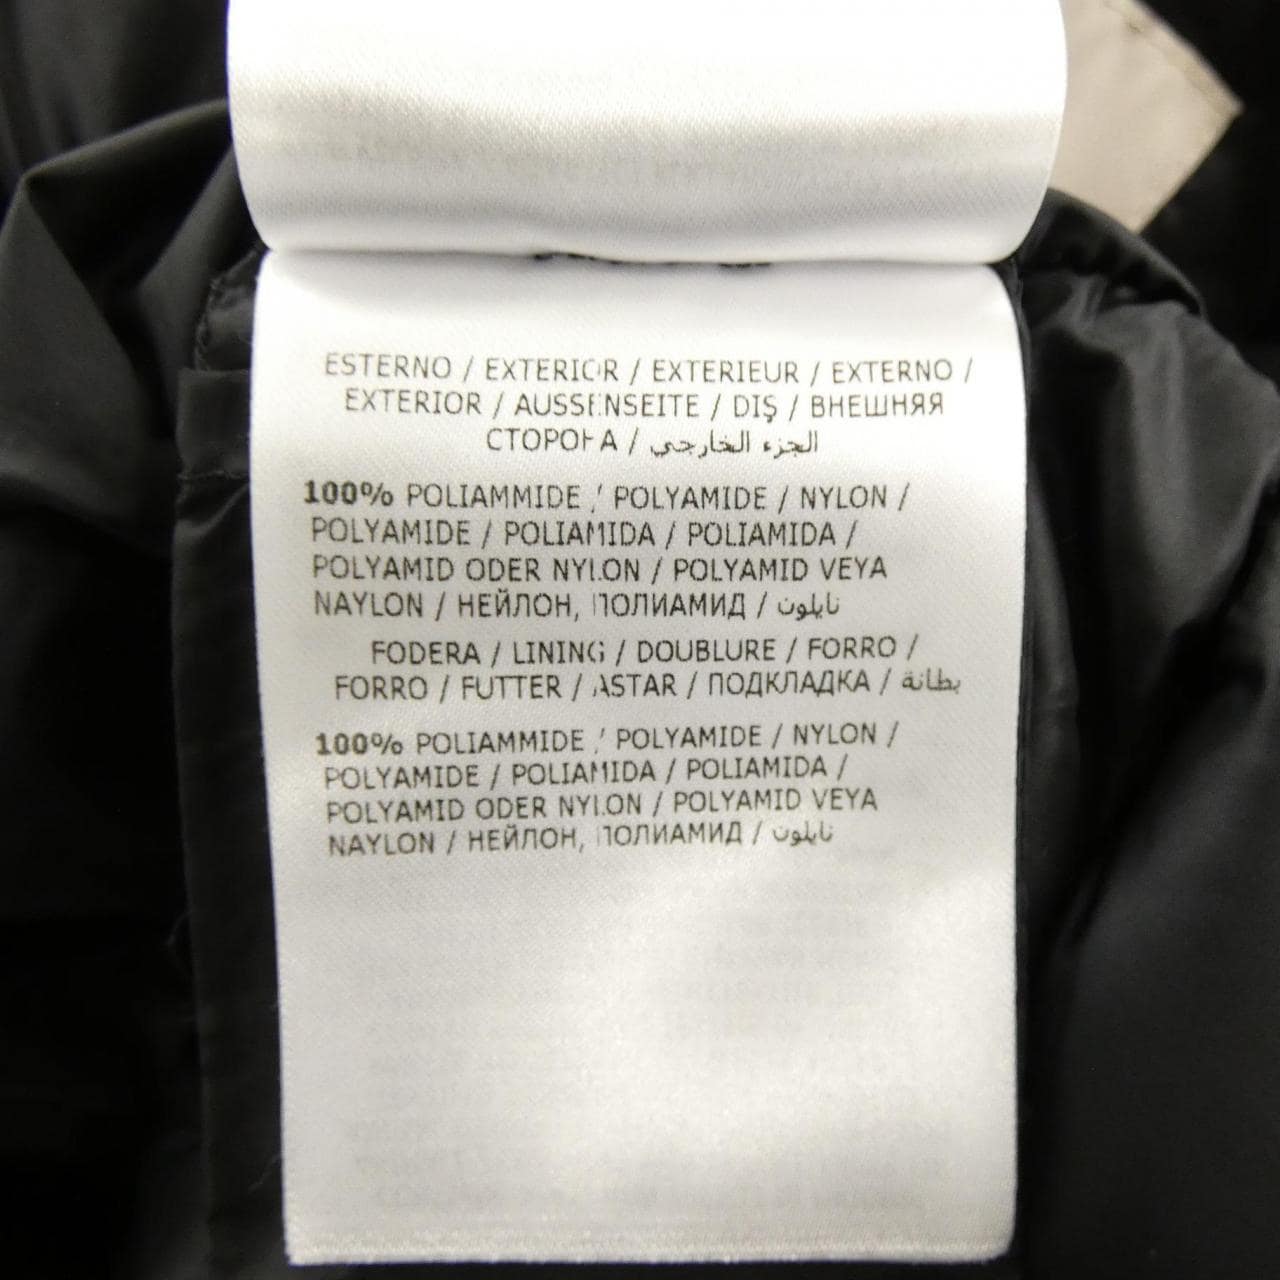 ESTERNO / EXTERIOR / EXTERIEUR / EXTERNO /
EXTERIOR / AUSSENSEITE / DIŞ / ВНЕШНЯЯ
СТОРОНА / الجزء الخارجي
100% POLIAMMIDE / POLYAMIDE / NYLON /
POLYAMIDE / POLIAMIDA / POLIAMIDA /
POLYAMID ODER NYLON / POLYAMID VEYA
NAYLON / НЕЙЛОН, ПОЛИАМИД / نايلون
FODERA / LINING / DOUBLURE / FORRO /
FORRO / FUTTER / ASTAR / ПОДКЛАДКА / بطانة
100% POLIAMMIDE / POLYAMIDE / NYLON /
POLYAMIDE / POLIAMIDA / POLIAMIDA /
POLYAMID ODER NYLON / POLYAMID VEYA
NAYLON / НЕЙЛОН, ПОЛИАМИД / نايلون